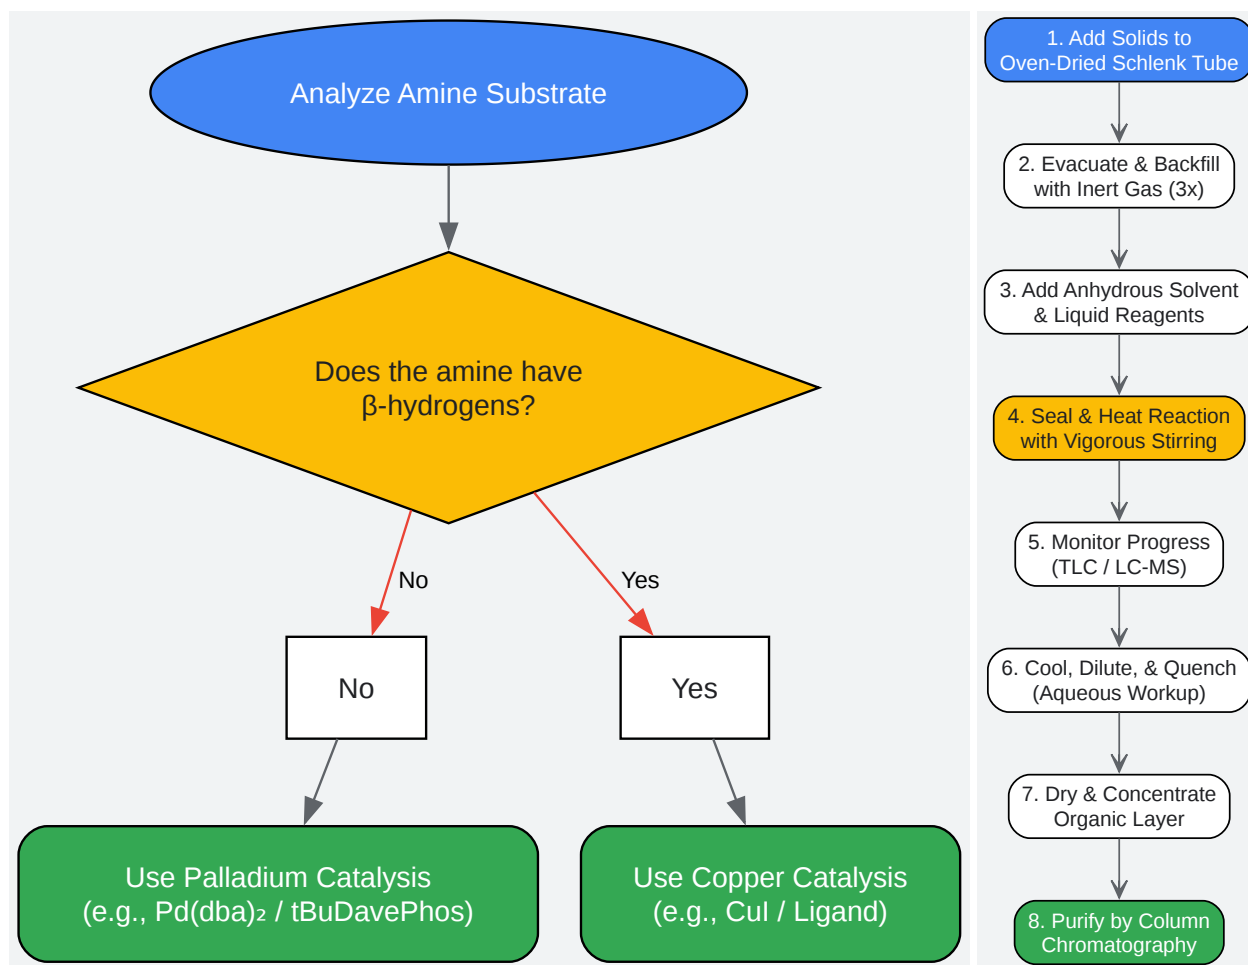 Analyze Amine Substrate
Does the amine have
β-hydrogens?
No
Yes
No
Yes
Use Palladium Catalysis
(e.g., Pd(dba)₂ / tBuDavePhos)
Use Copper Catalysis
(e.g., CuI / Ligand)
1. Add Solids to
Oven-Dried Schlenk Tube
2. Evacuate & Backfill
with Inert Gas (3x)
3. Add Anhydrous Solvent
& Liquid Reagents
4. Seal & Heat Reaction
with Vigorous Stirring
5. Monitor Progress
(TLC / LC-MS)
6. Cool, Dilute, & Quench
(Aqueous Workup)
7. Dry & Concentrate
Organic Layer
8. Purify by Column
Chromatography